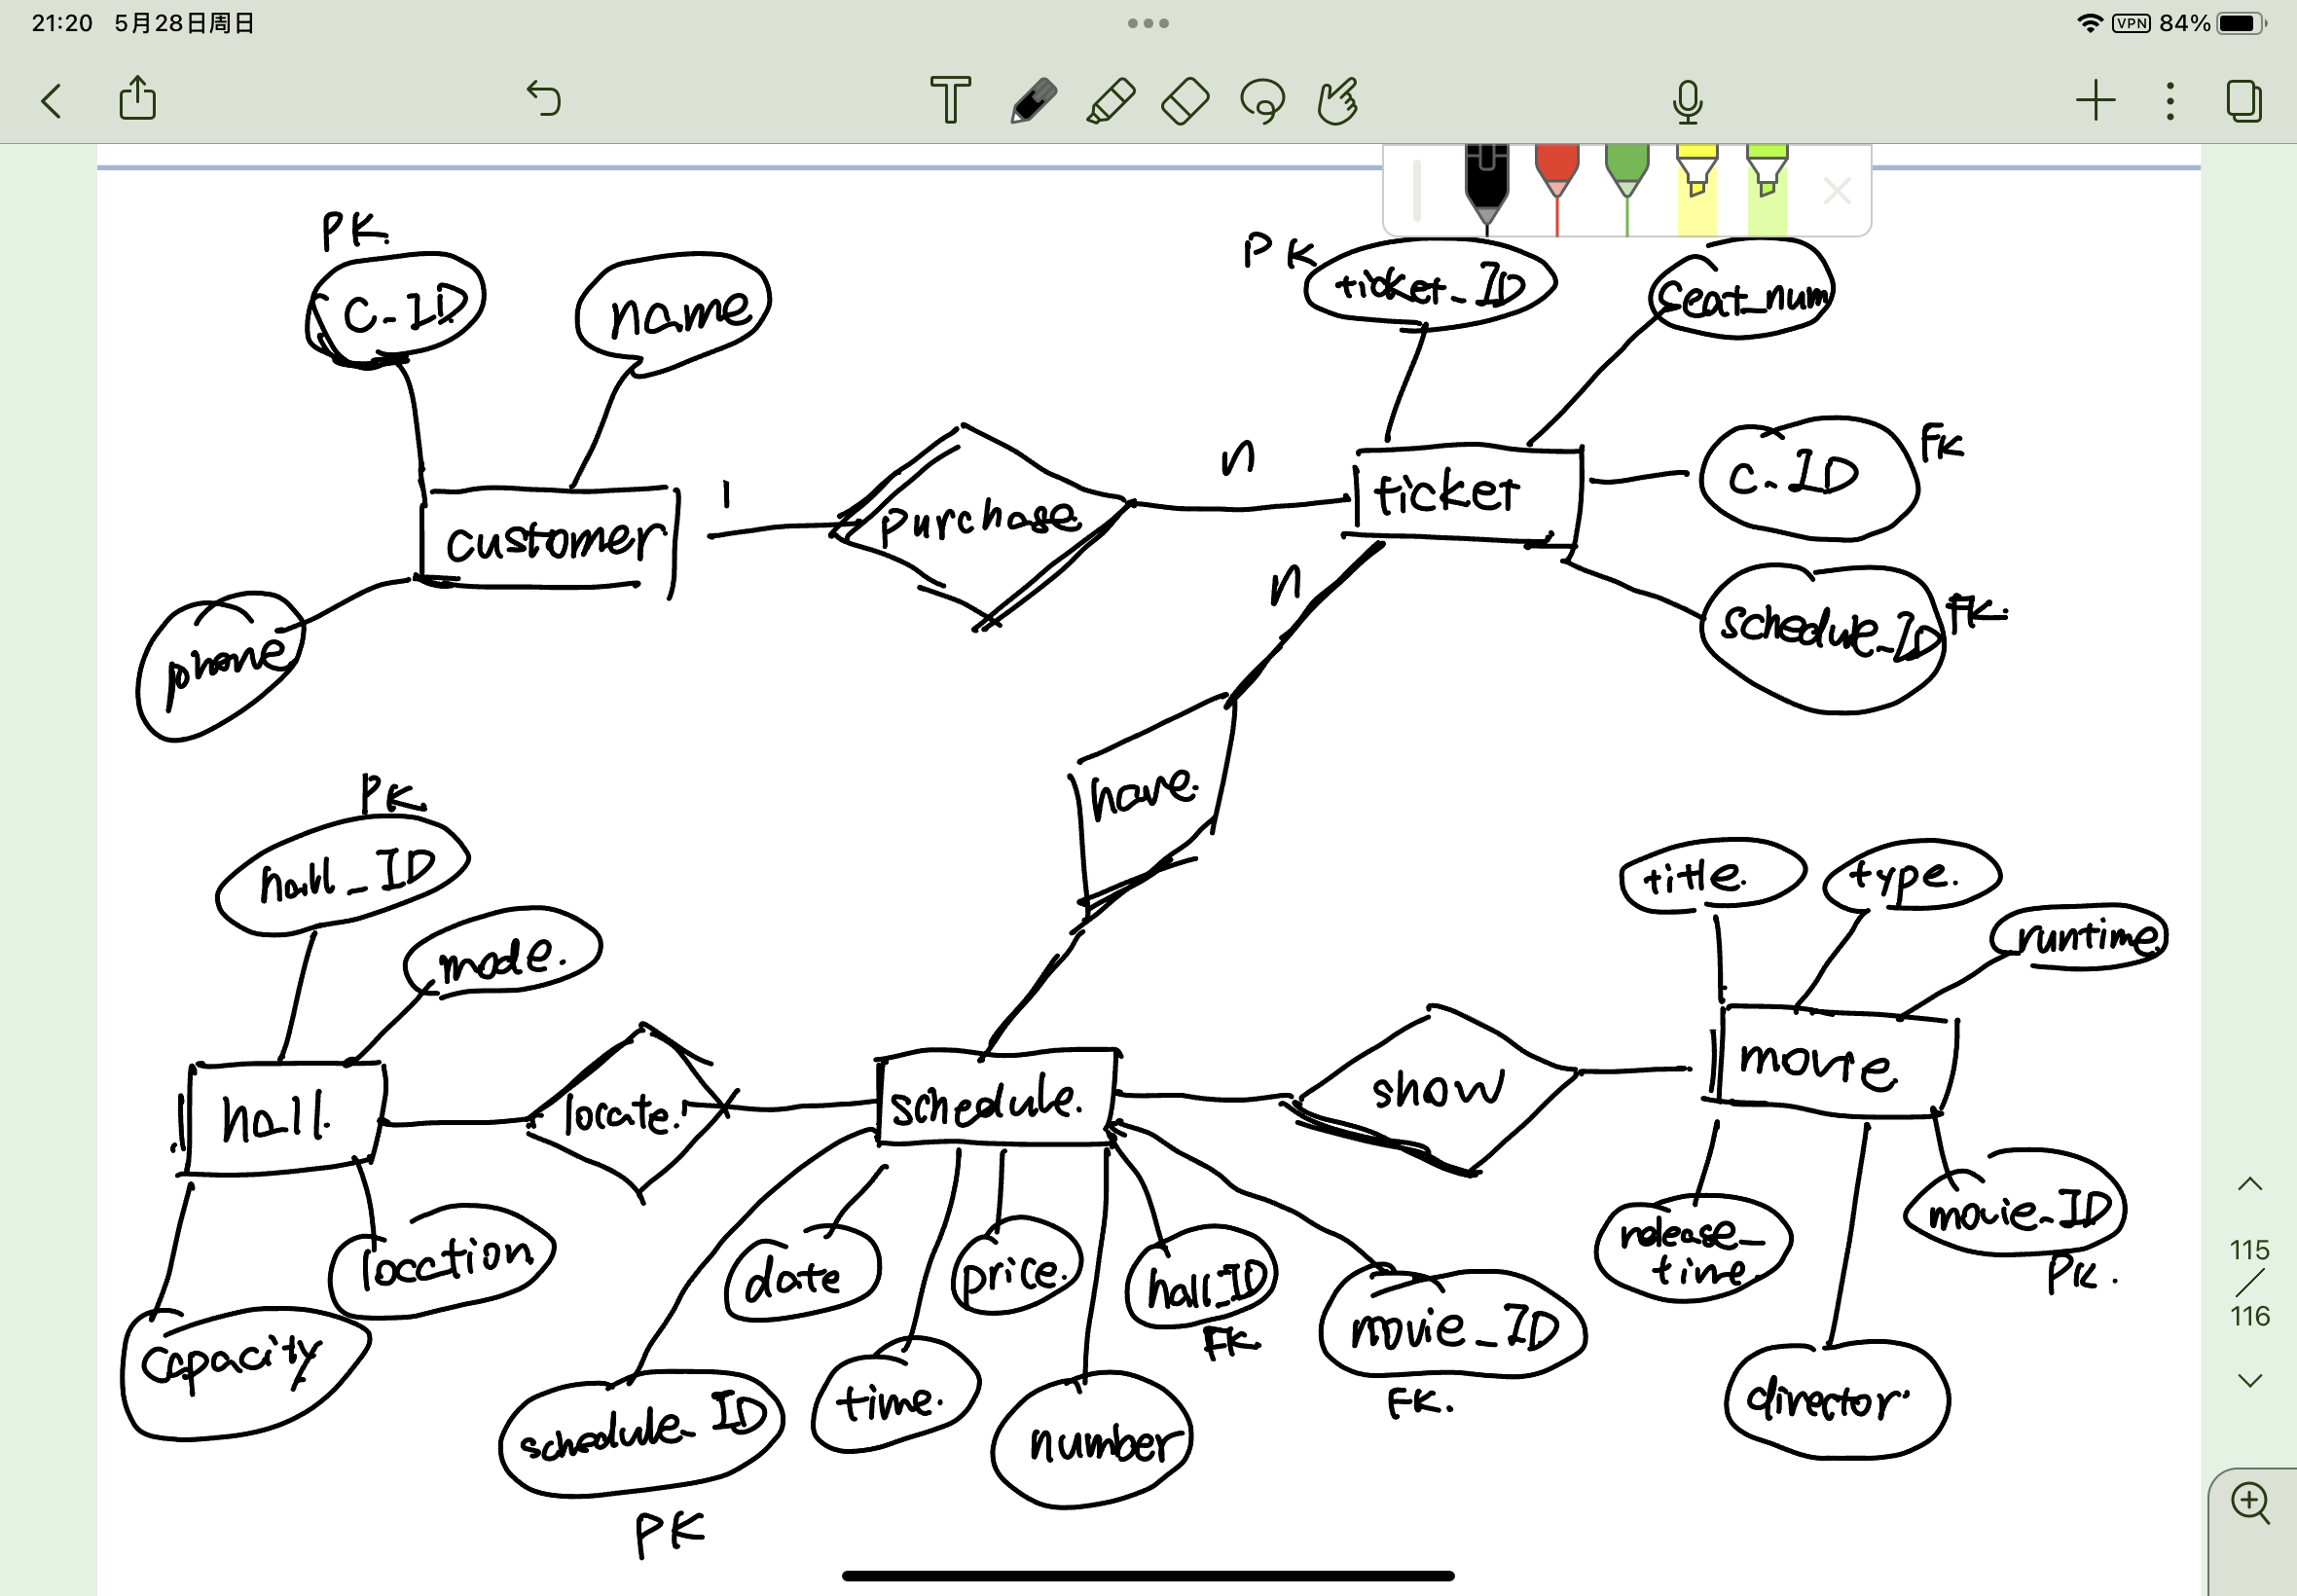 21:20 5月28日周日
VPN 84%
T
PK.
C_ID
name
PK
ticket_ID
seat_num
customer
1
purchase.
n
ticket
C_ID
FK
phone
n
schedule_ID
FK.
have.
PK
hall_ID
mode.
title.
type.
runtime
hall.
locate.
schedule.
show
movie
location
capacity
date
price.
hall_ID
FK.
movie_ID
FK.
release_
time
movie_ID
PK.
schedule_ID
PK
time.
number
director
115
116